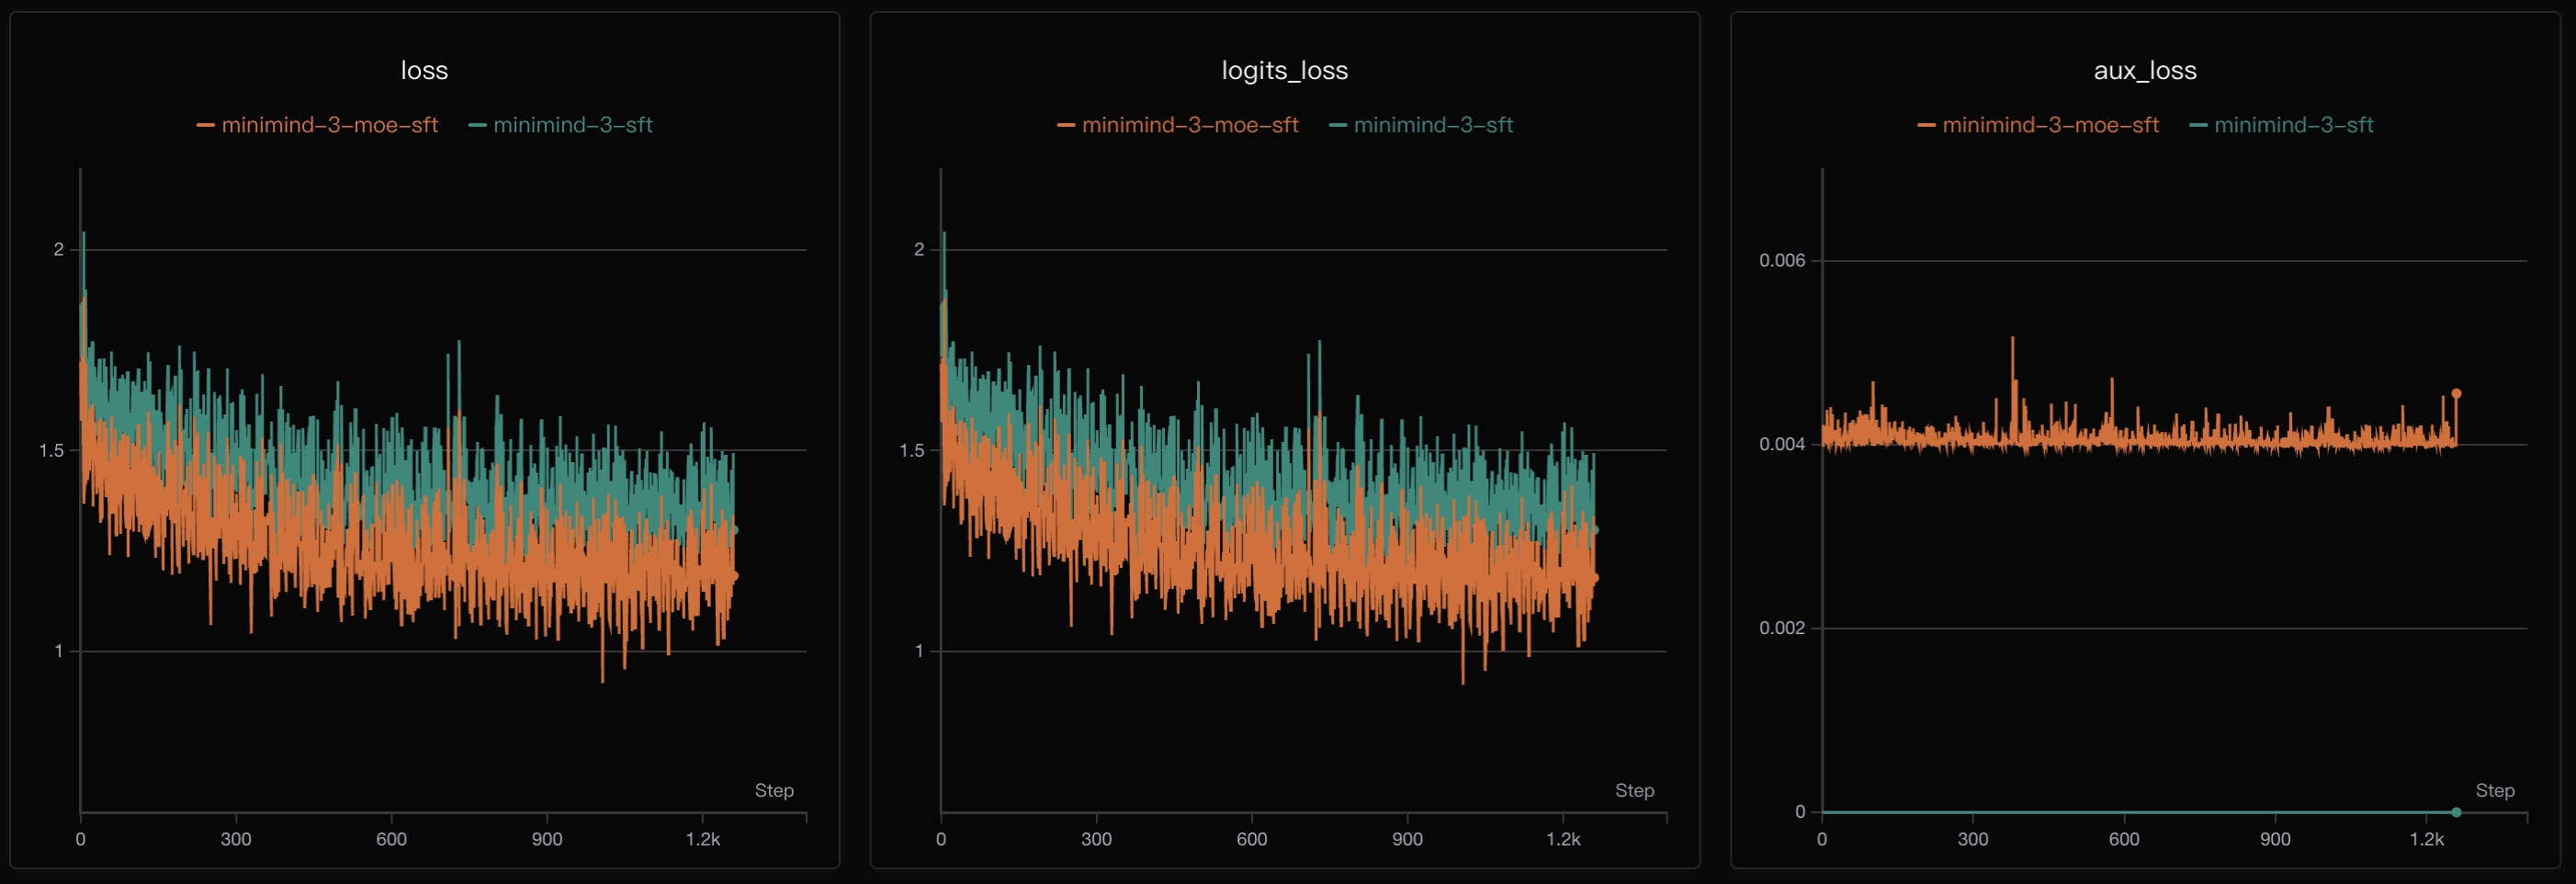 loss
minimind-3-moe-sft minimind-3-sft
2
1.5
1
Step
0 300 600 900 1.2k
logits_loss
minimind-3-moe-sft minimind-3-sft
2
1.5
1
Step
0 300 600 900 1.2k
aux_loss
minimind-3-moe-sft minimind-3-sft
0.006
0.004
0.002
0
Step
0 300 600 900 1.2k